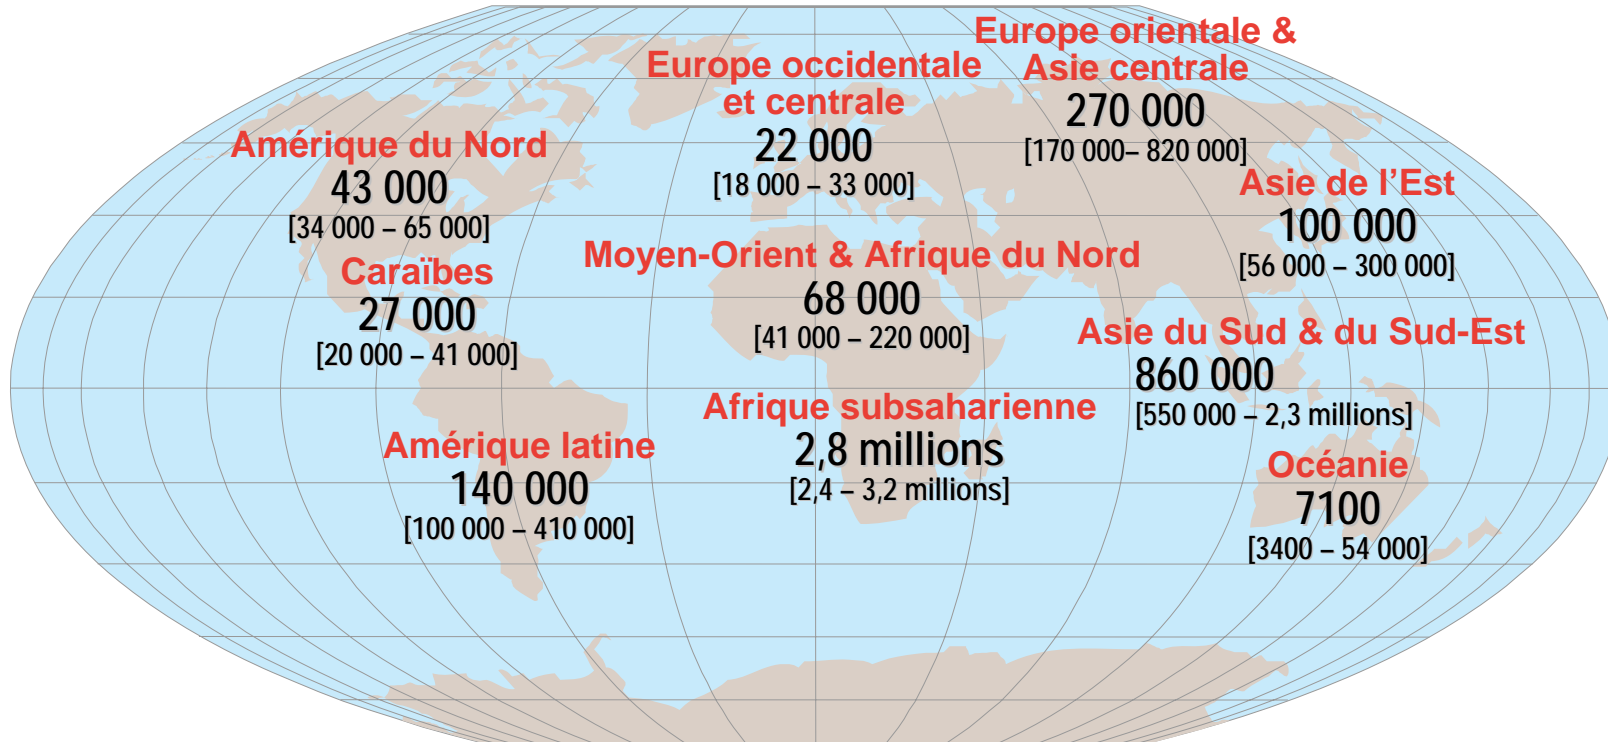 Europe orientale &
Asie centrale
270 000
[170 000– 820 000]
Europe occidentale
et centrale
22 000
[18 000 – 33 000]
Amérique du Nord
43 000
[34 000 – 65 000]
Asie de l’Est
100 000
[56 000 – 300 000]
Moyen-Orient & Afrique du Nord
68 000
[41 000 – 220 000]
Caraïbes
27 000
[20 000 – 41 000]
Asie du Sud & du Sud-Est
860 000
[550 000 – 2,3 millions]
Afrique subsaharienne
2,8 millions
[2,4 – 3,2 millions]
Amérique latine
140 000
[100 000 – 410 000]
Océanie
7100
[3400 – 54 000]